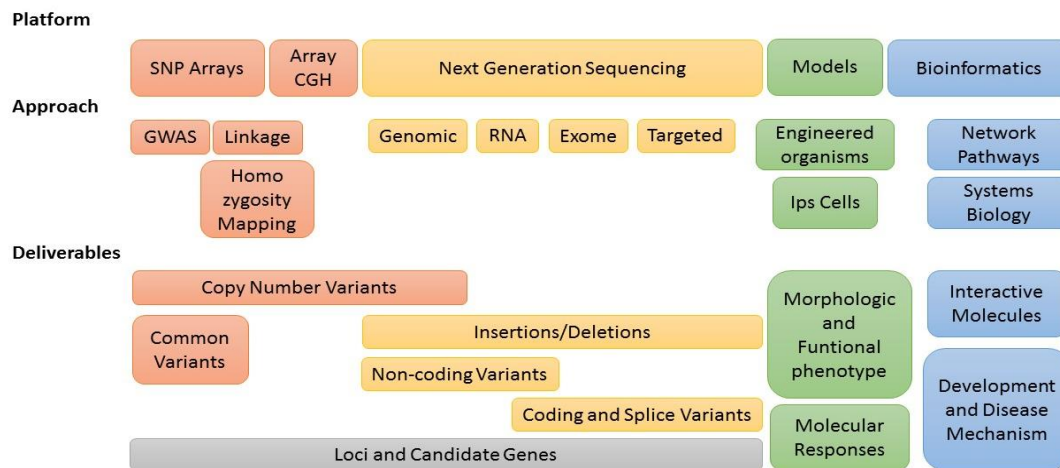 Platform
SNP Arrays
Array
CGH
Next Generation Sequencing
Models
Bioinformatics
Approach
GWAS
Linkage
Genomic
RNA
Exome
Targeted
Engineered
organisms
Network
Pathways
Homo
zygosity
Mapping
Ips Cells
Systems
Biology
Deliverables
Copy Number Variants
Morphologic
and
Funtional
phenotype
Interactive
Molecules
Common
Variants
Insertions/Deletions
Non-coding Variants
Development
and Disease
Mechanism
Coding and Splice Variants
Molecular
Responses
Loci and Candidate Genes